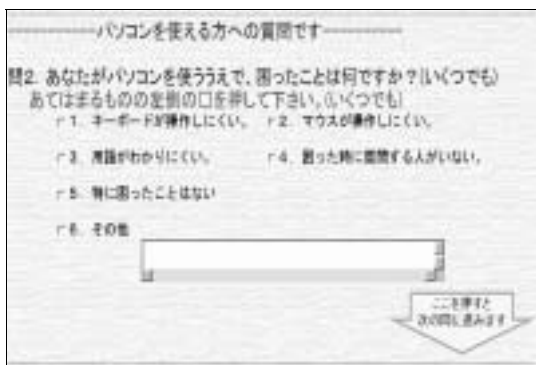 ----------パソコンを使える方への質問です----------
問2. あなたがパソコンを使ううえで、困ったことは何ですか？(いくつでも)
あてはまるものの左側の口を押して下さい。(いくつでも)
1. キーボードが操作しにくい。 2. マウスが操作しにくい。
3. 用語がわかりにくい。 4. 困った時に質問する人がいない。
5. 特に困ったことはない
6. その他
ここを押すと
次の問に進みます